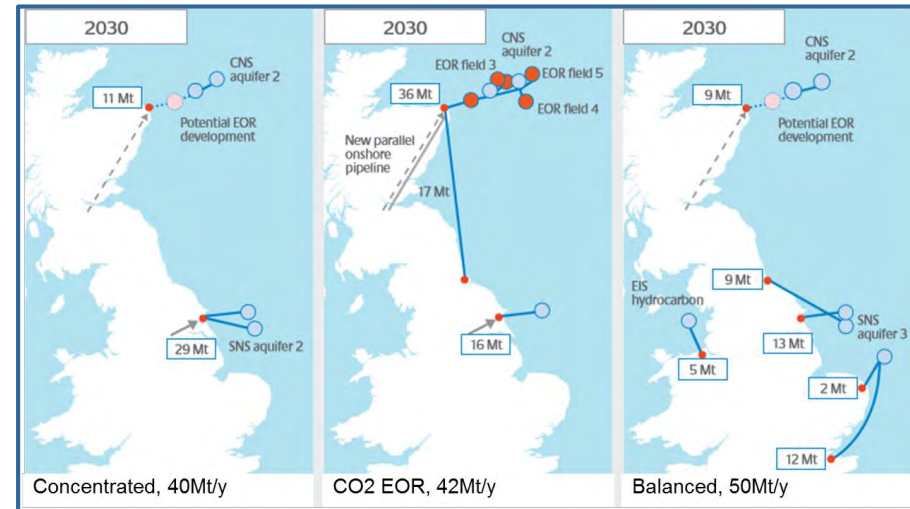 2030
CNS
aquifer 2
11 Mt
Potential EOR
development
29 Mt
SNS aquifer 2
Concentrated, 40Mt/y
2030
CNS
aquifer 2
EOR field 3
EOR field 5
36 Mt
EOR field 4
New parallel
onshore
pipeline
17 Mt
16 Mt
CO2 EOR, 42Mt/y
2030
CNS
aquifer 2
9 Mt
Potential EOR
development
9 Mt
EIS
hydrocarbon
SNS
aquifer 3
13 Mt
5 Mt
2 Mt
12 Mt
Balanced, 50Mt/y